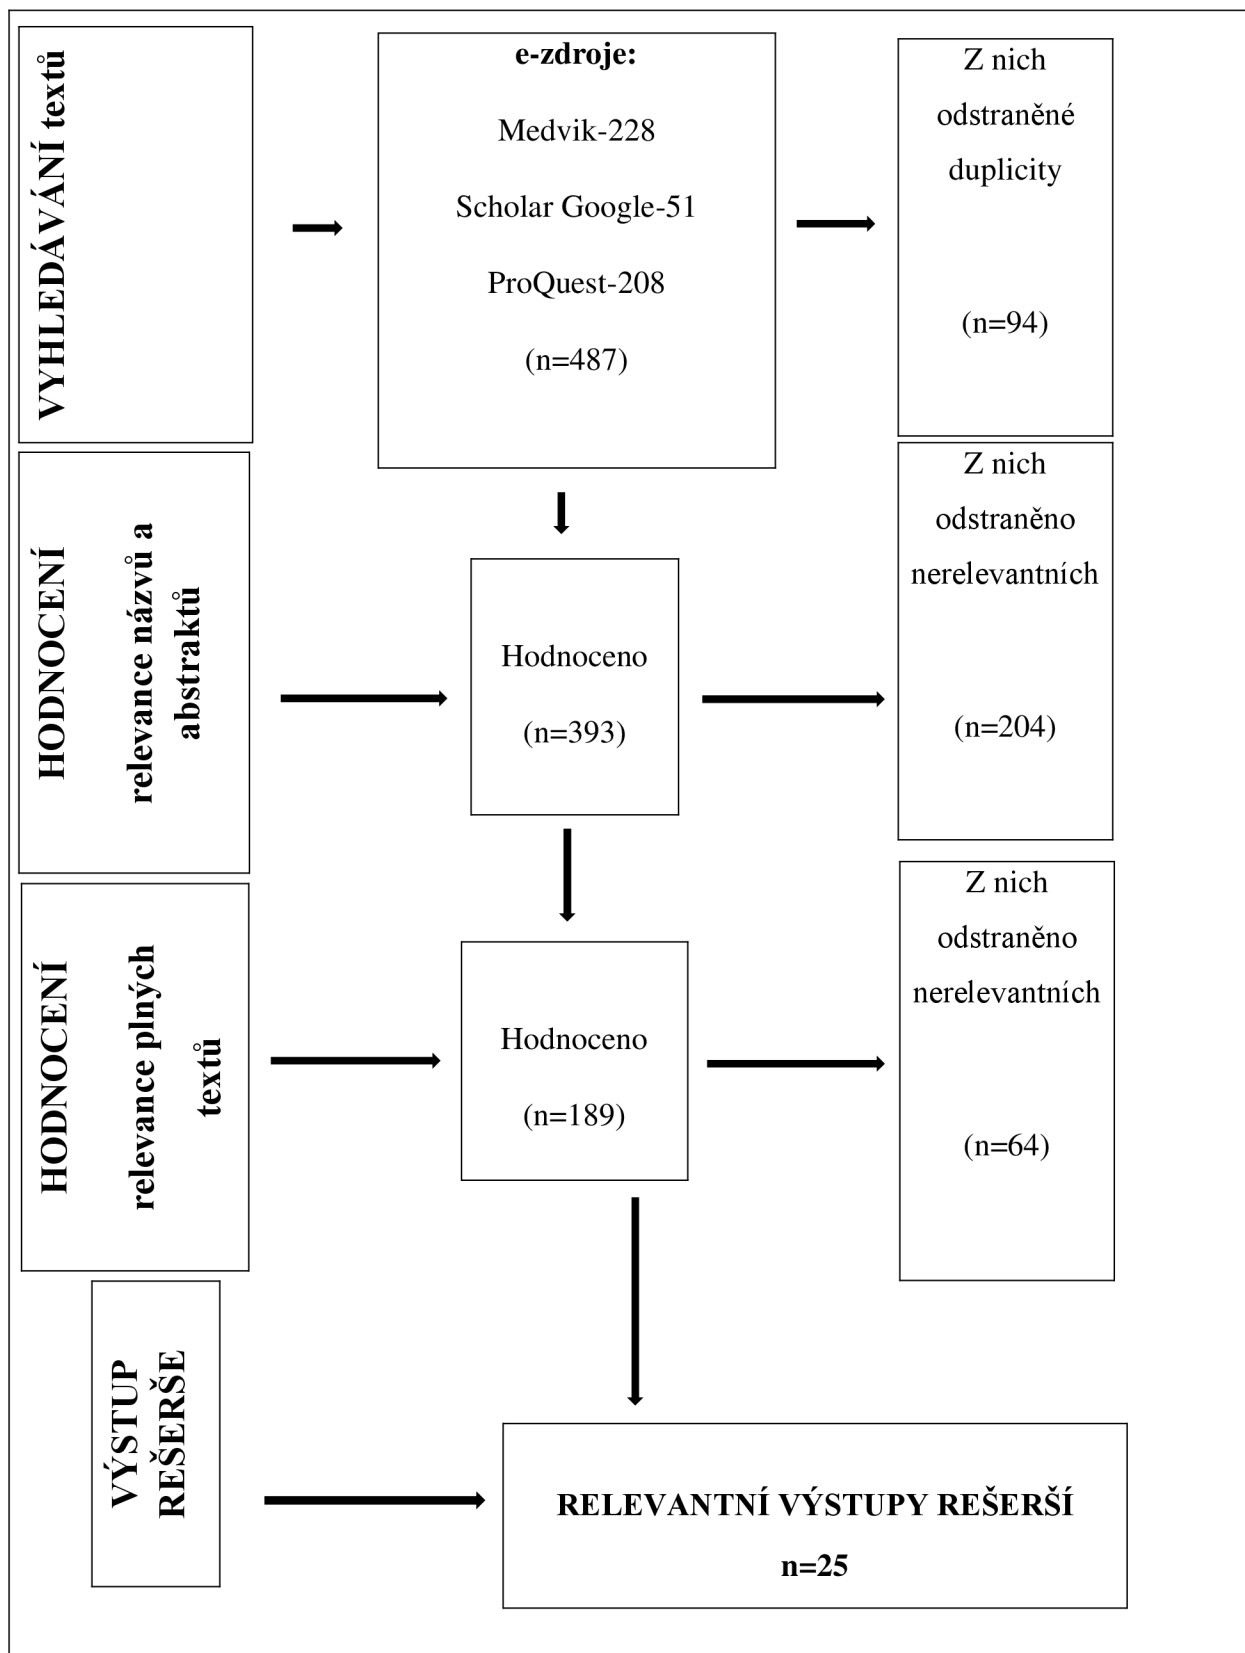 VYHLEDÁVÁNÍ textů
e-zdroje:
Medvik-228
Scholar Google-51
ProQuest-208
(n=487)
Z nich
odstraněné
duplicity
(n=94)
HODNOCENÍ
relevance názvů a
abstraktů
Hodnoceno
(n=393)
Z nich
odstraněno
nerelevantních
(n=204)
HODNOCENÍ
relevance plných
textů
Hodnoceno
(n=189)
Z nich
odstraněno
nerelevantních
(n=64)
VÝSTUP
REŠERŠE
RELEVANTNÍ VÝSTUPY REŠERŠÍ
n=25